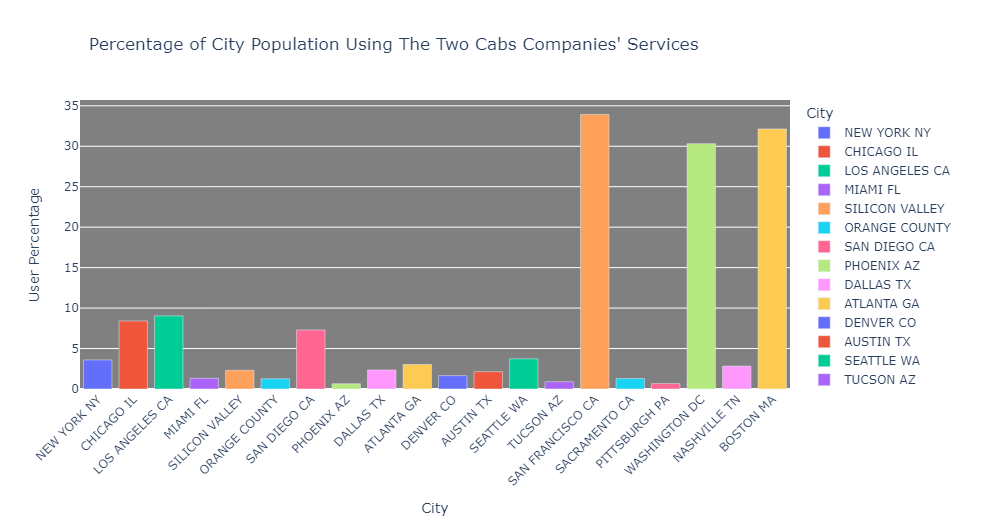 Percentage of City Population Using The Two Cabs Companies' Services
User Percentage
35
30
25
20
15
10
5
0
NEW YORK NY
CHICAGO IL
LOS ANGELES CA
MIAMI FL
SILICON VALLEY
ORANGE COUNTY
SAN DIEGO CA
PHOENIX AZ
DALLAS TX
ATLANTA GA
DENVER CO
AUSTIN TX
SEATTLE WA
TUCSON AZ
SAN FRANCISCO CA
SACRAMENTO CA
PITTSBURGH PA
WASHINGTON DC
NASHVILLE TN
BOSTON MA
City
City
NEW YORK NY
CHICAGO IL
LOS ANGELES CA
MIAMI FL
SILICON VALLEY
ORANGE COUNTY
SAN DIEGO CA
PHOENIX AZ
DALLAS TX
ATLANTA GA
DENVER CO
AUSTIN TX
SEATTLE WA
TUCSON AZ